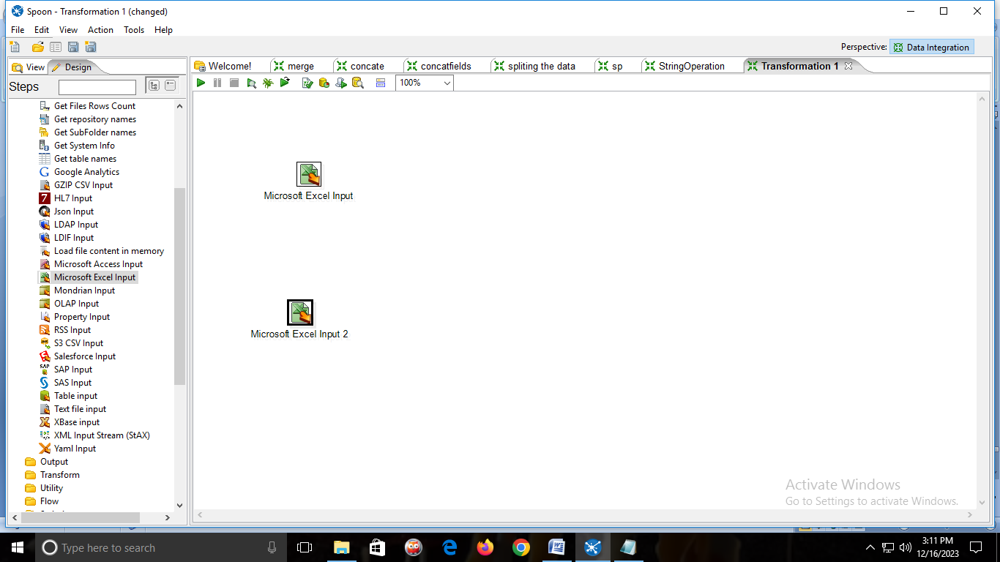 Spoon - Transformation 1 (changed)
File Edit View Action Tools Help
Perspective: Data Integration
View Design
Welcome! merge concate concatfields spliting the data sp StringOperation Transformation 1
Steps
100%
Get Files Rows Count
Get repository names
Get SubFolder names
Get System Info
Get table names
Google Analytics
GZIP CSV Input
HL7 Input
Json Input
LDAP Input
LDIF Input
Load file content in memory
Microsoft Access Input
Microsoft Excel Input
Mondrian Input
OLAP Input
Property Input
RSS Input
S3 CSV Input
Salesforce Input
SAP Input
SAS Input
Table input
Text file input
XBase input
XML Input Stream (StAX)
Yaml Input
Output
Transform
Utility
Flow
Microsoft Excel Input
Microsoft Excel Input 2
Activate Windows
Go to Settings to activate Windows.
Type here to search
3:11 PM
12/16/2023